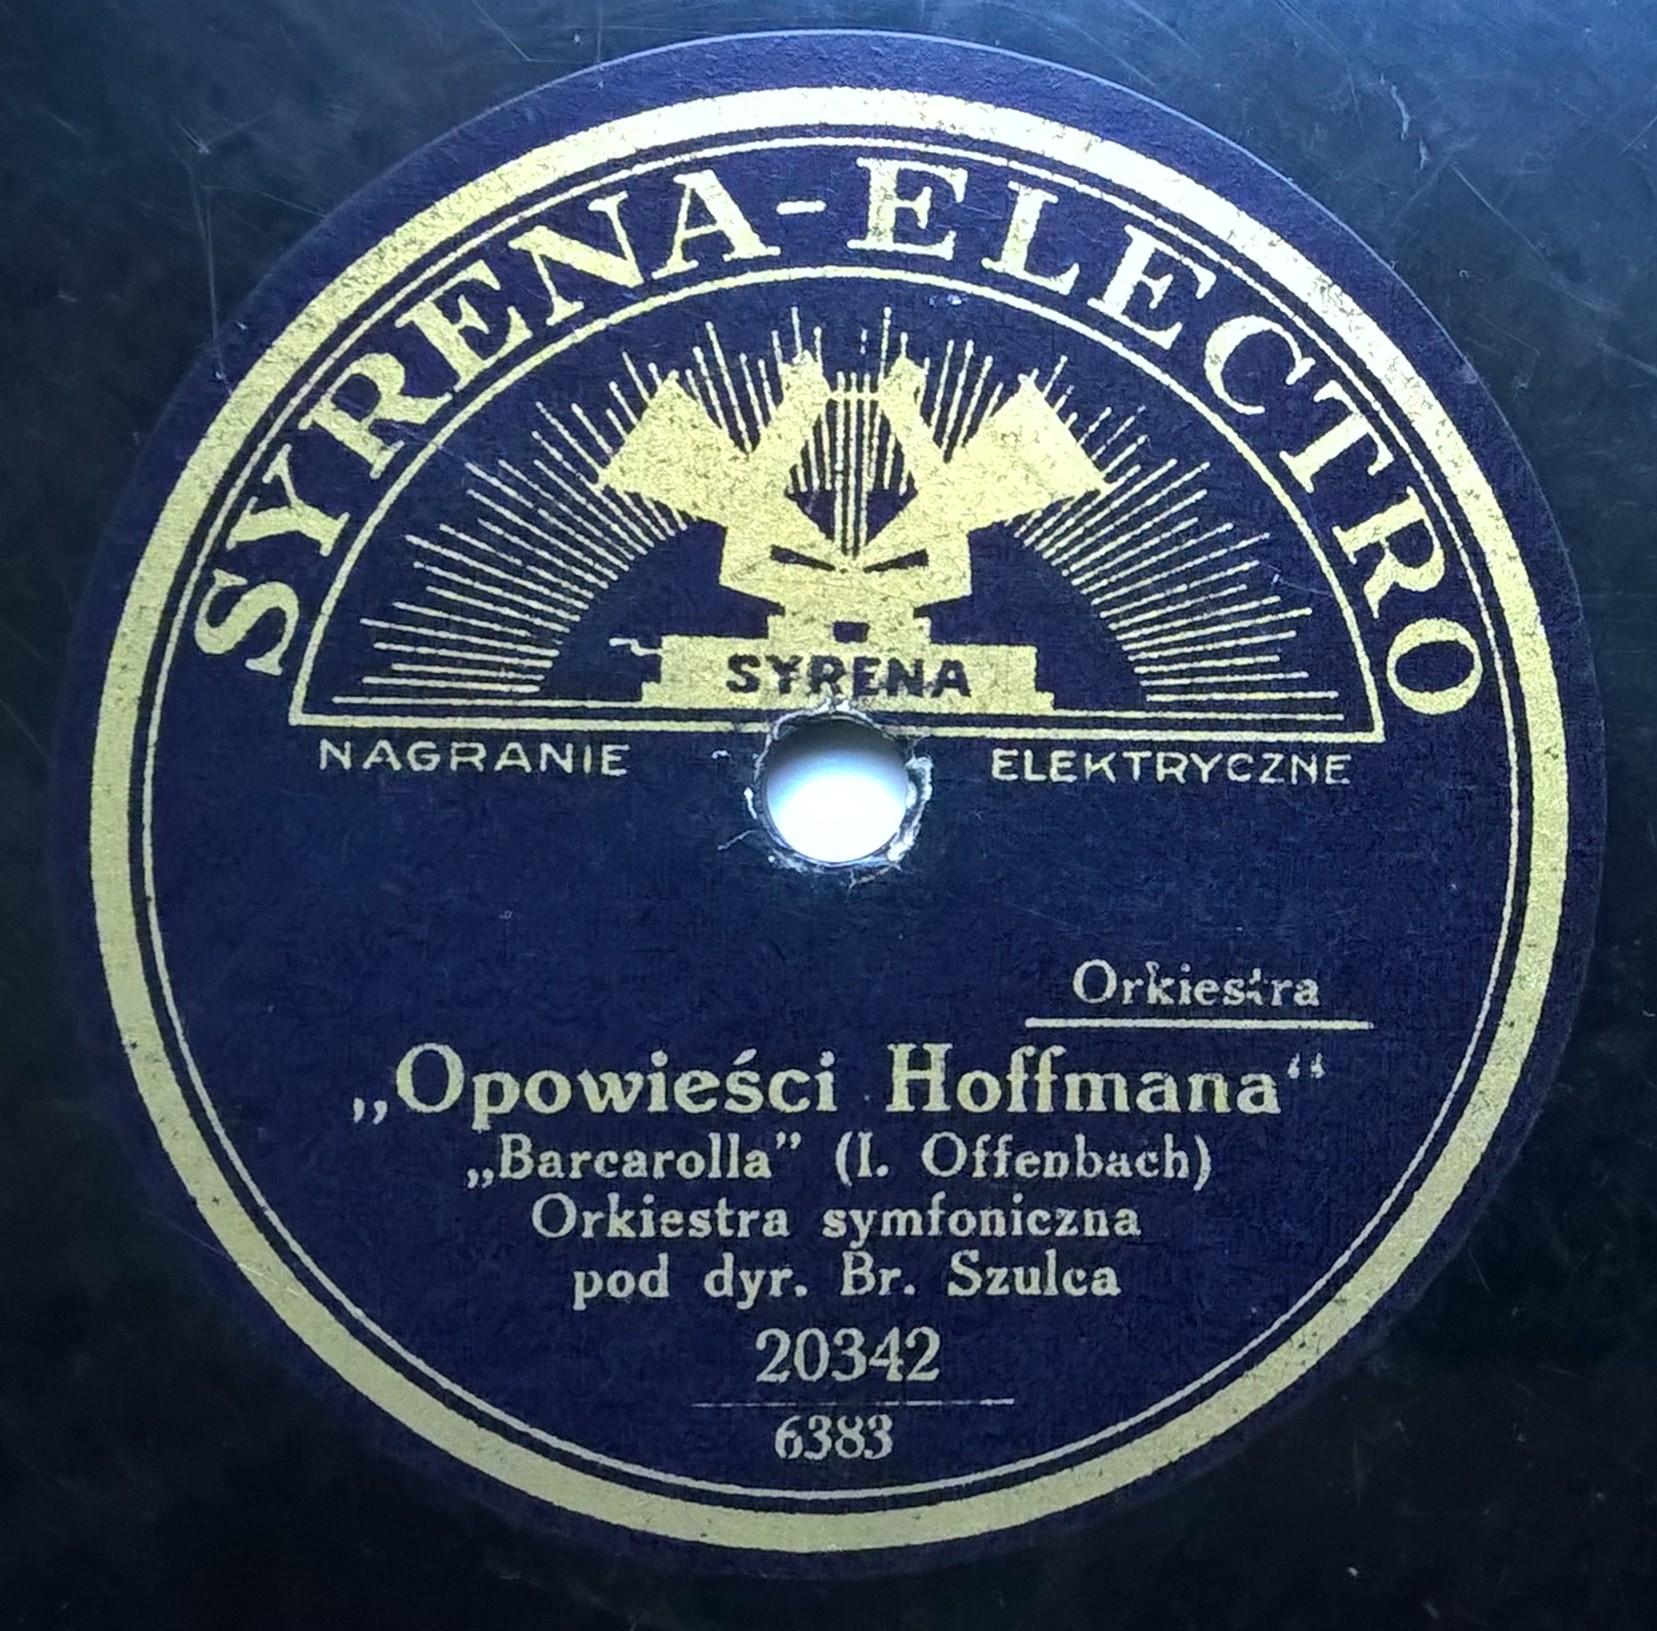 SYRENA-ELECTRO
SYRENA
NAGRANIE ELEKTRYCZNE
Orkiestra
„Opowieści Hoffmana“
„Barcarolla” (I. Offenbach)
Orkiestra symfoniczna
pod dyr. Br. Szulca
20342
6383